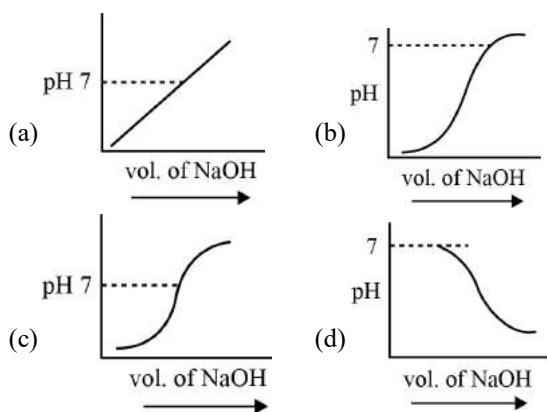 (a)
pH 7
vol. of NaOH
(b)
7
pH
vol. of NaOH
(c)
pH 7
vol. of NaOH
(d)
7
pH
vol. of NaOH